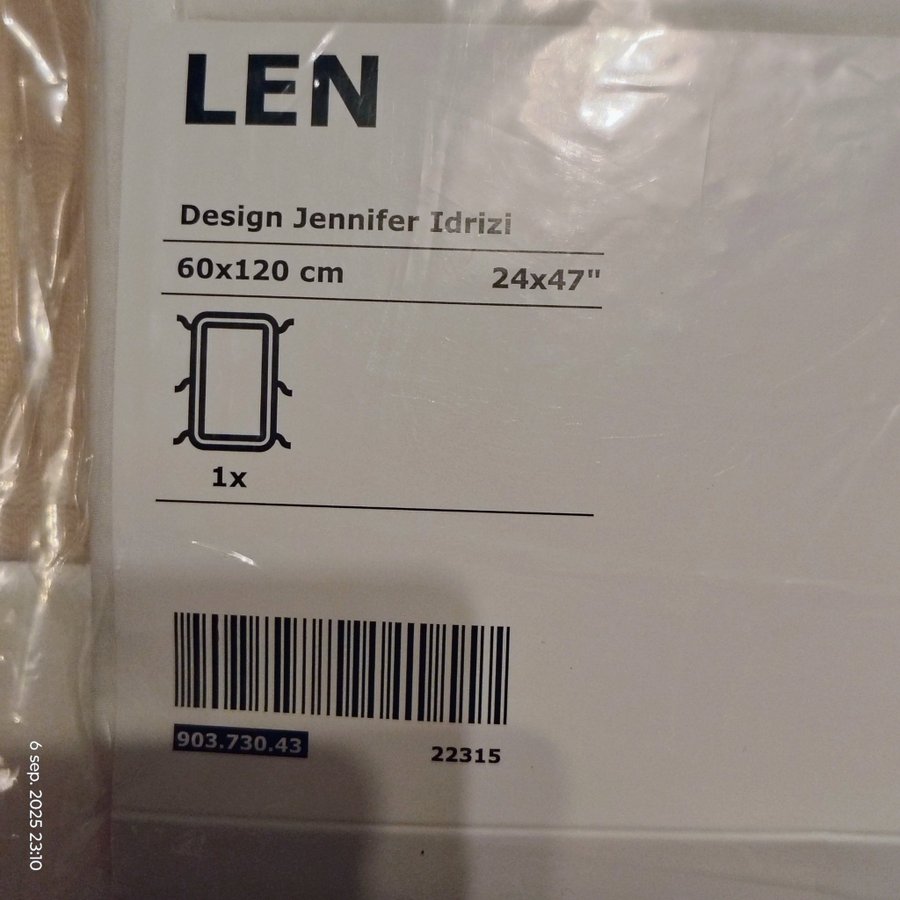 LEN
Design Jennifer Idrizi
60x120 cm 24x47"
1x
903.730.43 22315
6 sep. 2025 23:10